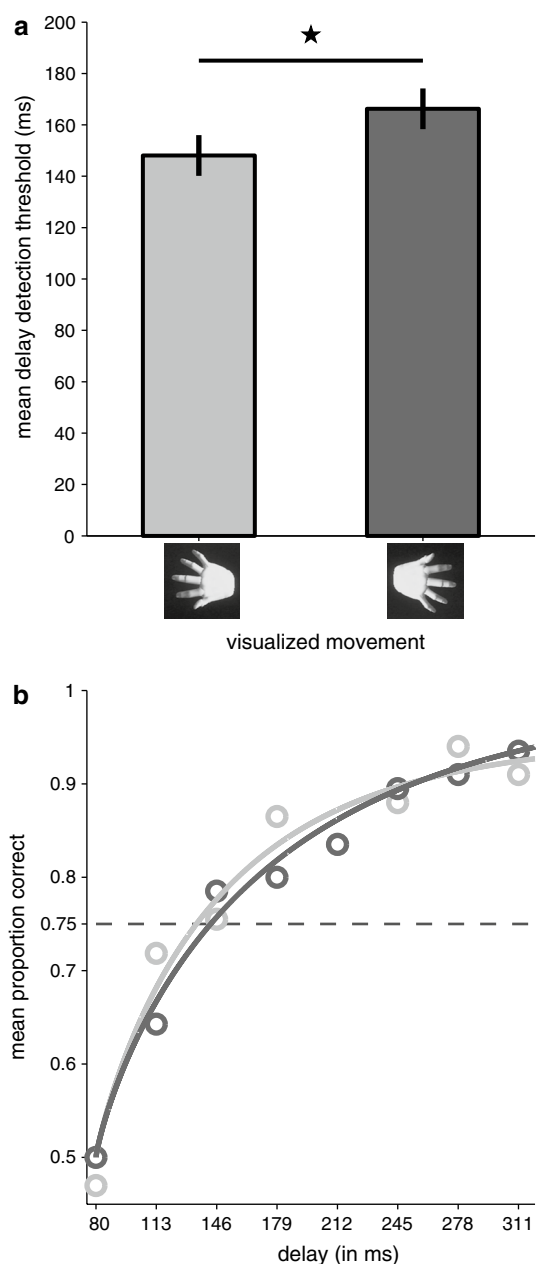 a
200
180
160
140
120
100
80
60
40
20
0
mean delay detection threshold (ms)
visualized movement
b
1
0.9
0.8
0.75
0.7
0.6
0.5
mean proportion correct
80 113 146 179 212 245 278 311
delay (in ms)